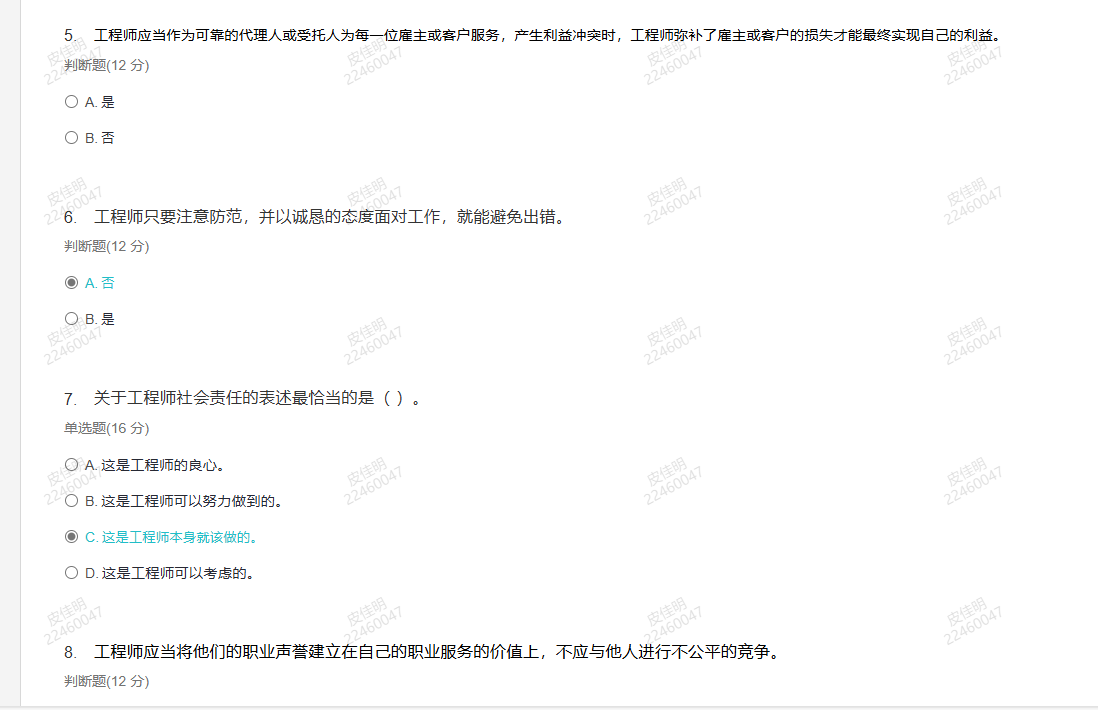 5. 工程师应当作为可靠的代理人或受托人为每一位雇主或客户服务，产生利益冲突时，工程师弥补了雇主或客户的损失才能最终实现自己的利益。
判断题(12 分)
A. 是
B. 否
6. 工程师只要注意防范，并以诚恳的态度面对工作，就能避免出错。
判断题(12 分)
A. 否
B. 是
7. 关于工程师社会责任的表述最恰当的是（ ）。
单选题(16 分)
A. 这是工程师的良心。
B. 这是工程师可以努力做到的。
C. 这是工程师本身就该做的。
D. 这是工程师可以考虑的。
8. 工程师应当将他们的职业声誉建立在自己的职业服务的价值上，不应与他人进行不公平的竞争。
判断题(12 分)
皮佳明
22460047